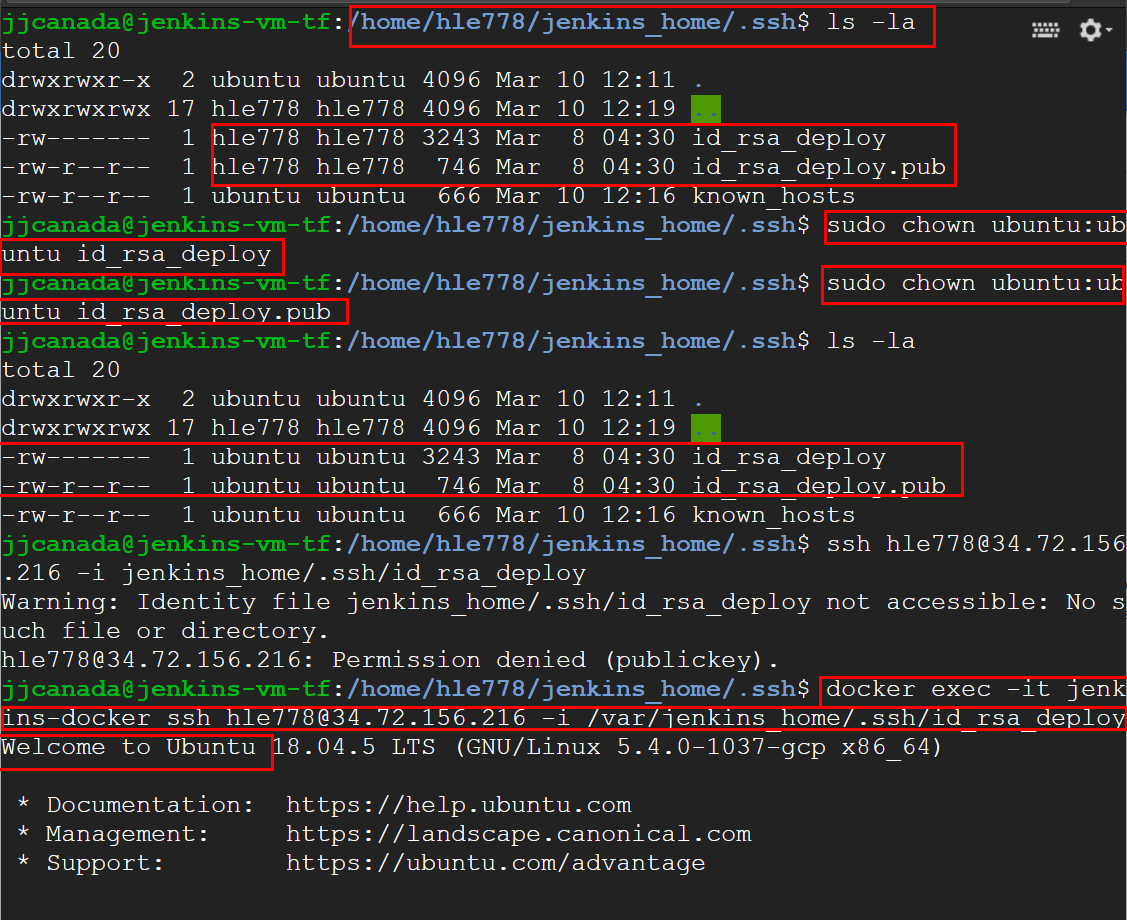 jjcanada@jenkins-vm-tf:/home/hle778/jenkins_home/.ssh$ ls -la
total 20
drwxrwxr-x  2 ubuntu ubuntu 4096 Mar 10 12:11 .
drwxrwxrwx 17 hle778 hle778 4096 Mar 10 12:19 ..
-rw-------  1 hle778 hle778 3243 Mar  8 04:30 id_rsa_deploy
-rw-r--r--  1 hle778 hle778  746 Mar  8 04:30 id_rsa_deploy.pub
-rw-r--r--  1 ubuntu ubuntu  666 Mar 10 12:16 known_hosts
jjcanada@jenkins-vm-tf:/home/hle778/jenkins_home/.ssh$ sudo chown ubuntu:ub
untu id_rsa_deploy
jjcanada@jenkins-vm-tf:/home/hle778/jenkins_home/.ssh$ sudo chown ubuntu:ub
untu id_rsa_deploy.pub
jjcanada@jenkins-vm-tf:/home/hle778/jenkins_home/.ssh$ ls -la
total 20
drwxrwxr-x  2 ubuntu ubuntu 4096 Mar 10 12:11 .
drwxrwxrwx 17 hle778 hle778 4096 Mar 10 12:19 ..
-rw-------  1 ubuntu ubuntu 3243 Mar  8 04:30 id_rsa_deploy
-rw-r--r--  1 ubuntu ubuntu  746 Mar  8 04:30 id_rsa_deploy.pub
-rw-r--r--  1 ubuntu ubuntu  666 Mar 10 12:16 known_hosts
jjcanada@jenkins-vm-tf:/home/hle778/jenkins_home/.ssh$ ssh hle778@34.72.156
.216 -i jenkins_home/.ssh/id_rsa_deploy
Warning: Identity file jenkins_home/.ssh/id_rsa_deploy not accessible: No s
uch file or directory.
hle778@34.72.156.216: Permission denied (publickey).
jjcanada@jenkins-vm-tf:/home/hle778/jenkins_home/.ssh$ docker exec -it jenk
ins-docker ssh hle778@34.72.156.216 -i /var/jenkins_home/.ssh/id_rsa_deploy
Welcome to Ubuntu 18.04.5 LTS (GNU/Linux 5.4.0-1037-gcp x86_64)
 * Documentation:  https://help.ubuntu.com
 * Management:     https://landscape.canonical.com
 * Support:        https://ubuntu.com/advantage